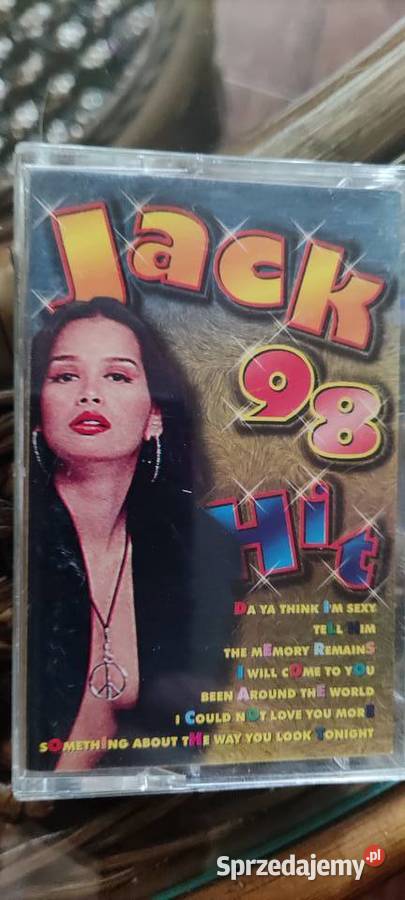 Jack
98
Hit
DA YA THINK I'M SEXY
TELL HIM
THE MEMORY REMAINS
I WILL COME TO YOU
BEEN AROUND THE WORLD
I COULD NOT LOVE YOU MORE
SOMETHING ABOUT THE WAY YOU LOOK TONIGHT
Sprzedajemy.pl